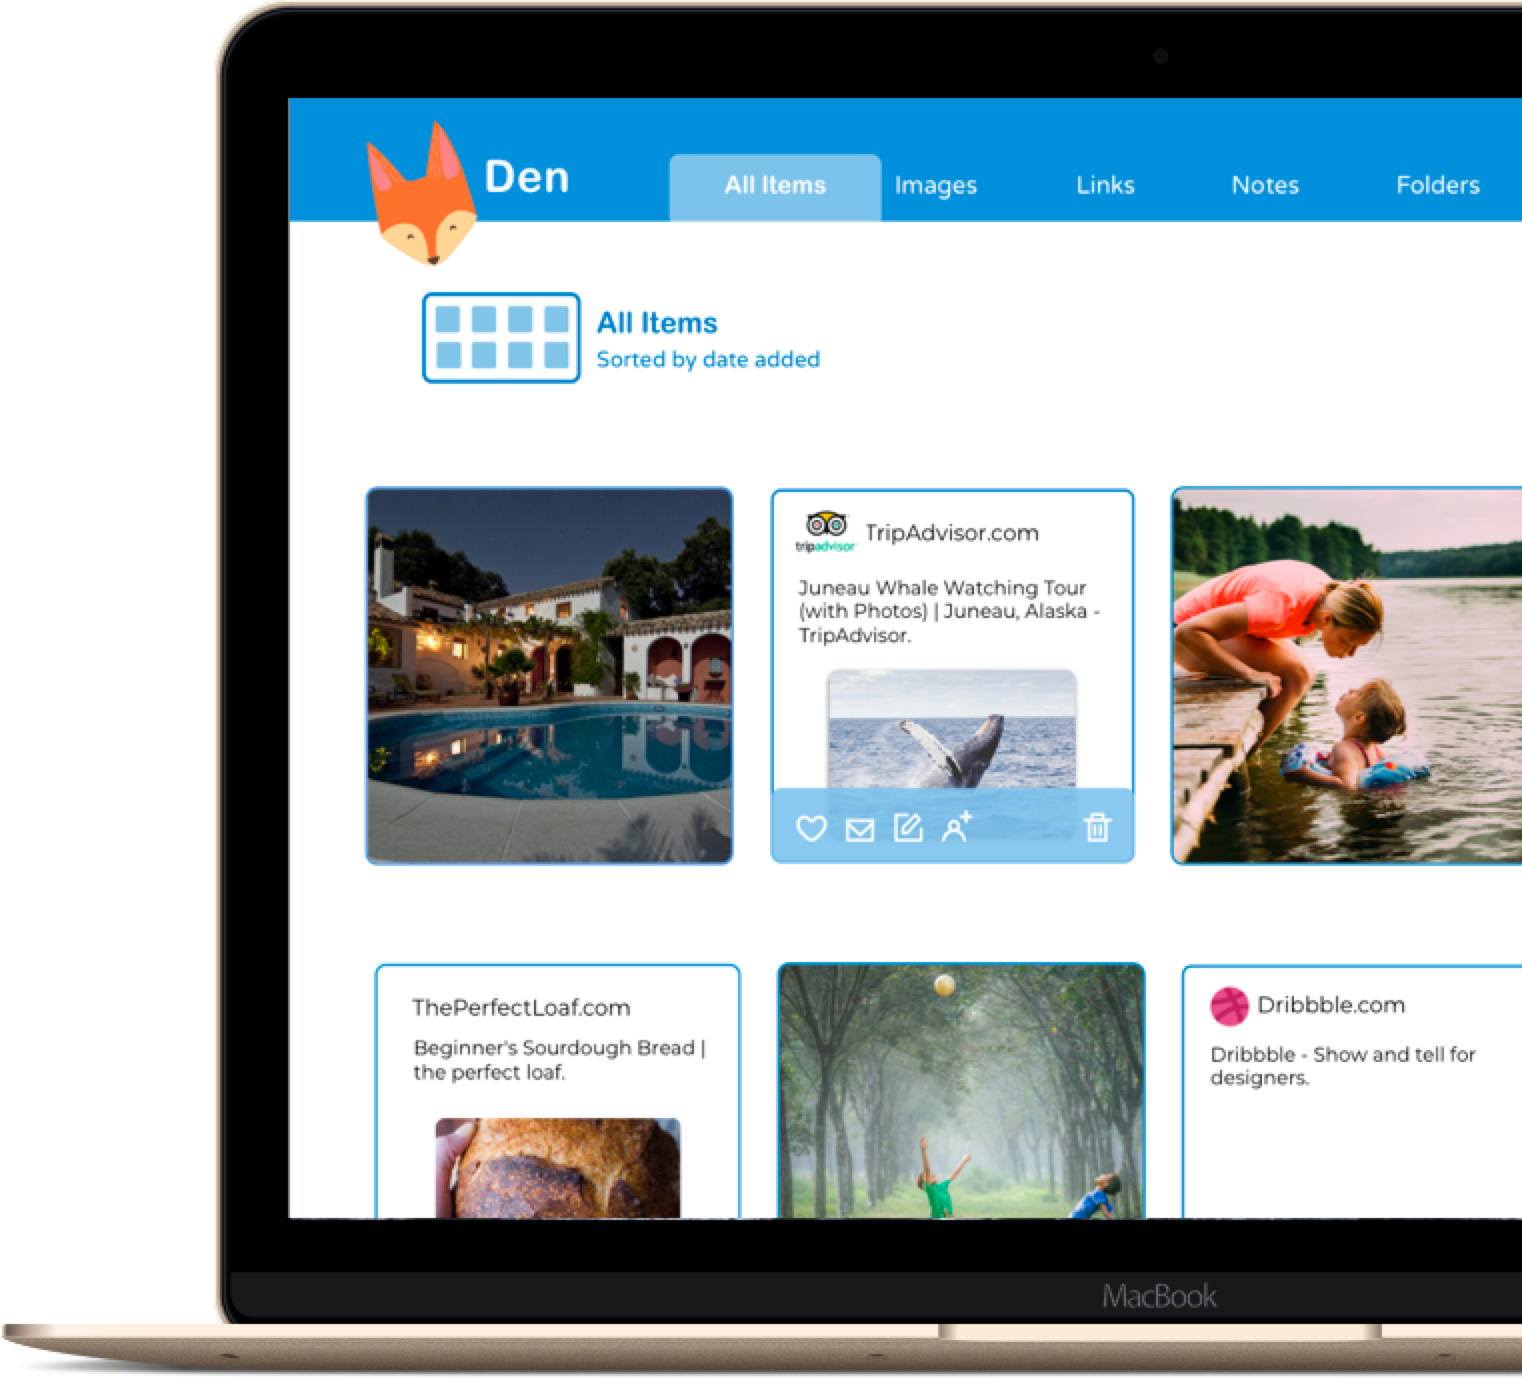 Den
All Items
Images
Links
Notes
Folders
All Items
Sorted by date added
tripadvisor
TripAdvisor.com
Juneau Whale Watching Tour
(with Photos) | Juneau, Alaska -
TripAdvisor.
ThePerfectLoaf.com
Beginner's Sourdough Bread |
the perfect loaf.
Dribbble.com
Dribbble - Show and tell for
designers.
MacBook